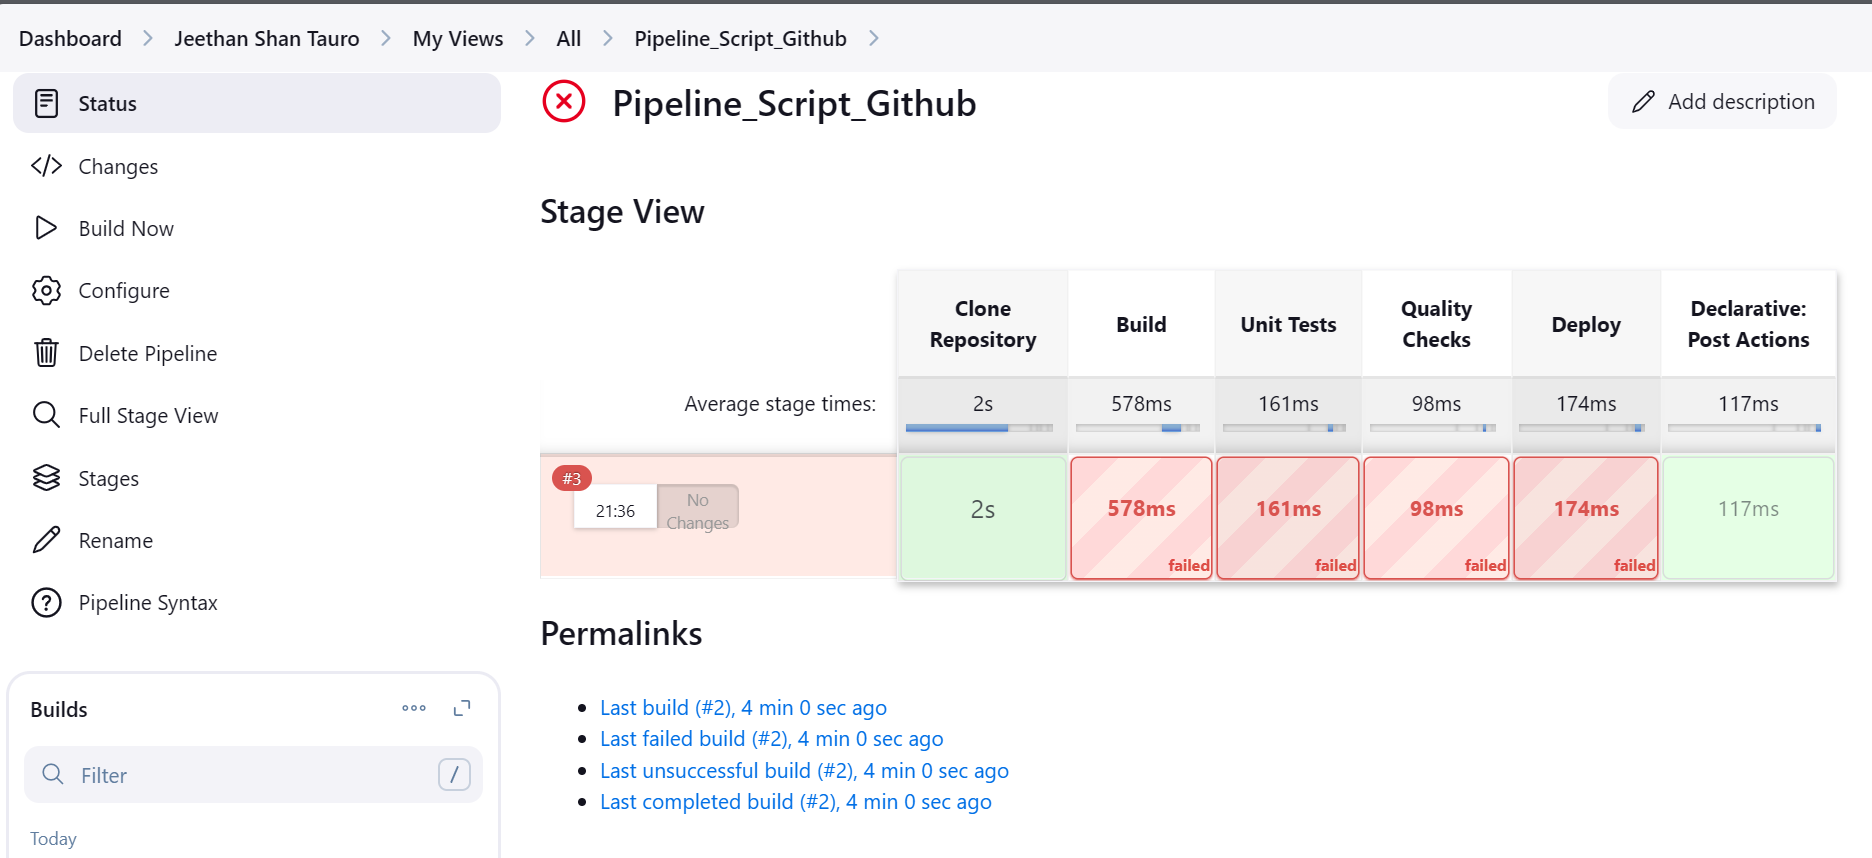 Dashboard > Jeethan Shan Tauro > My Views > All > Pipeline_Script_Github >
Status
Changes
Build Now
Configure
Delete Pipeline
Full Stage View
Stages
Rename
Pipeline Syntax
Builds
Filter /
Today
Pipeline_Script_Github
Add description
Stage View
Clone Repository
Build
Unit Tests
Quality Checks
Deploy
Declarative: Post Actions
Average stage times: 2s 578ms 161ms 98ms 174ms 117ms
#3
21:36
No Changes
2s
578ms failed
161ms failed
98ms failed
174ms failed
117ms
Permalinks
Last build (#2), 4 min 0 sec ago
Last failed build (#2), 4 min 0 sec ago
Last unsuccessful build (#2), 4 min 0 sec ago
Last completed build (#2), 4 min 0 sec ago